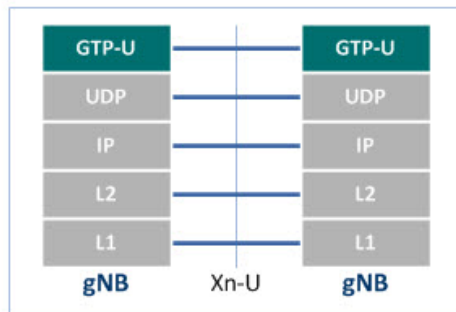 GTP-U GTP-U
UDP UDP
IP IP
L2 L2
L1 L1
gNB Xn-U gNB